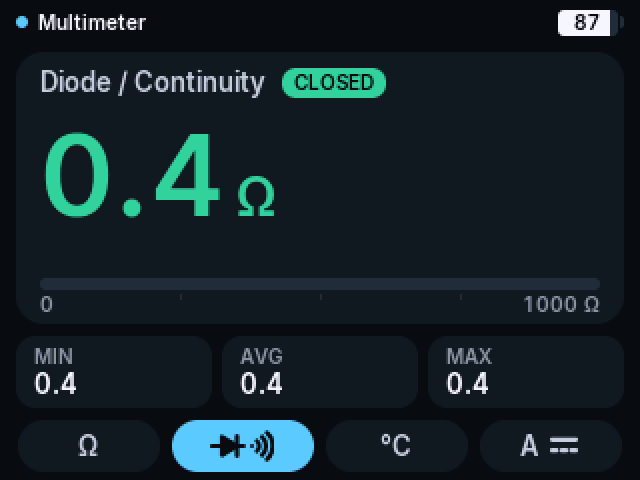 Multimeter
87
Diode / Continuity CLOSED
0.4 Ω
0 1000 Ω
MIN AVG MAX
0.4 0.4 0.4
Ω °C A